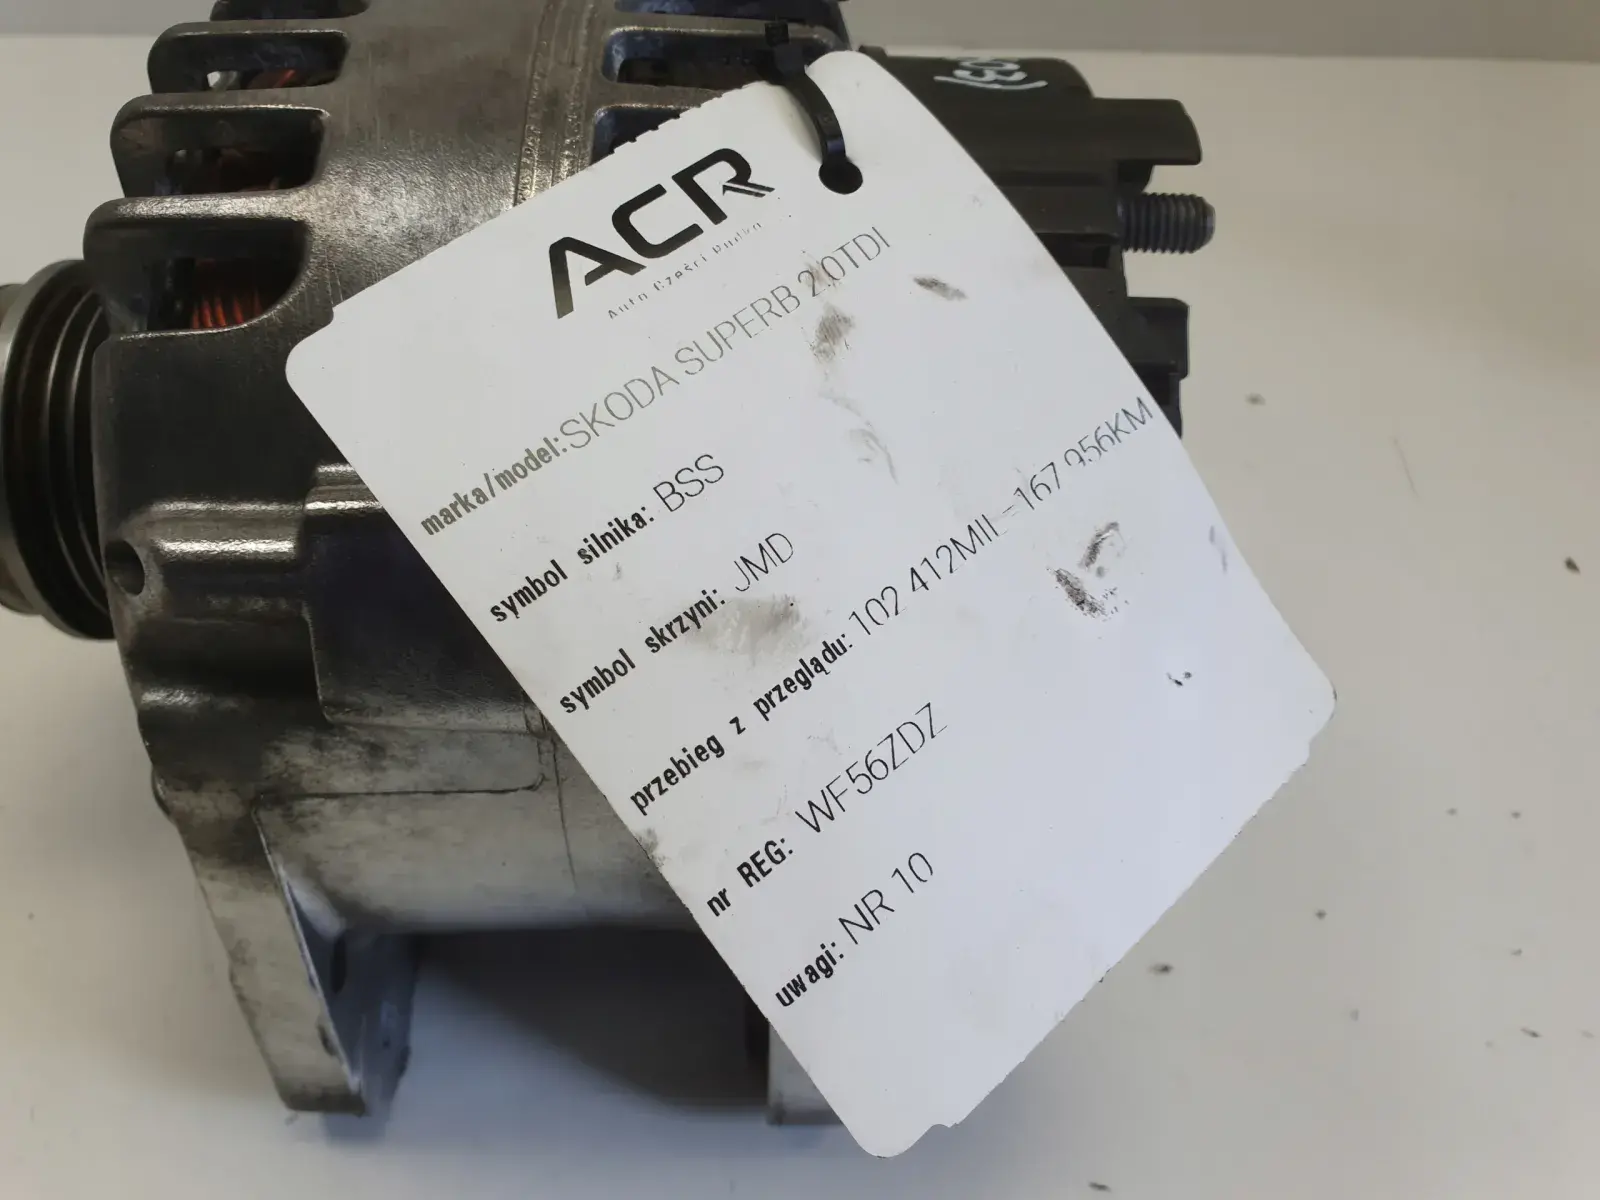 ACR
Auto Części Rudka
marka/model: SKODA SUPERB 2.0TDI
symbol silnika: BSS
symbol skrzyni: JMD
przebieg z przeglądu: 102 412MIL=167 956KM
nr REG: WF56ZDZ
uwagi: NR 10